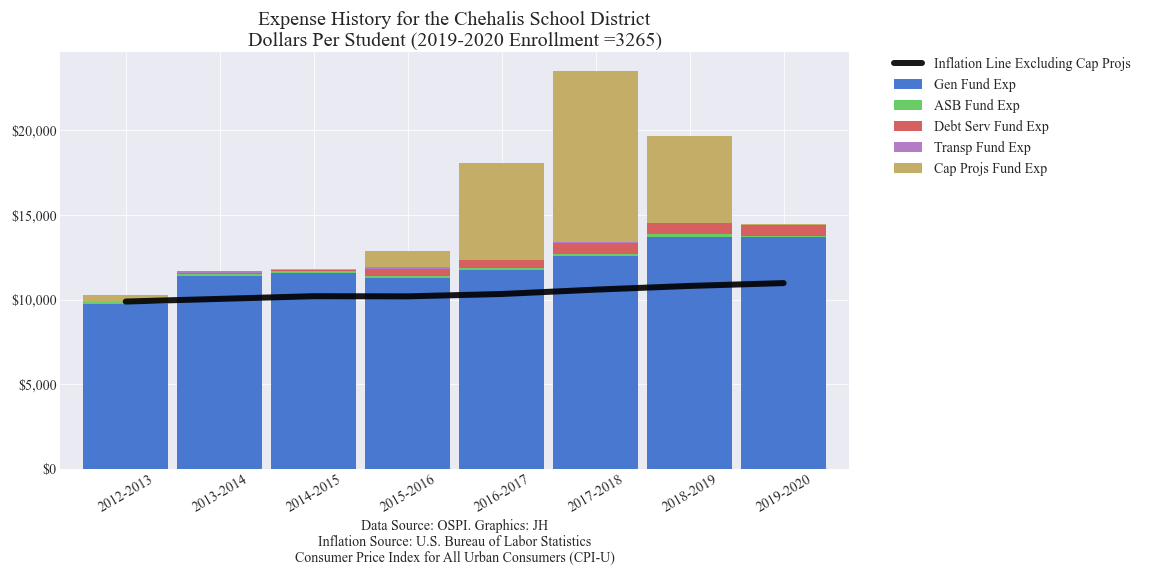 Expense History for the Chehalis School District
Dollars Per Student (2019-2020 Enrollment =3265)
Inflation Line Excluding Cap Projs
Gen Fund Exp
ASB Fund Exp
Debt Serv Fund Exp
Transp Fund Exp
Cap Projs Fund Exp
$20,000
$15,000
$10,000
$5,000
$0
2012-2013
2013-2014
2014-2015
2015-2016
2016-2017
2017-2018
2018-2019
2019-2020
Data Source: OSPI. Graphics: JH
Inflation Source: U.S. Bureau of Labor Statistics
Consumer Price Index for All Urban Consumers (CPI-U)